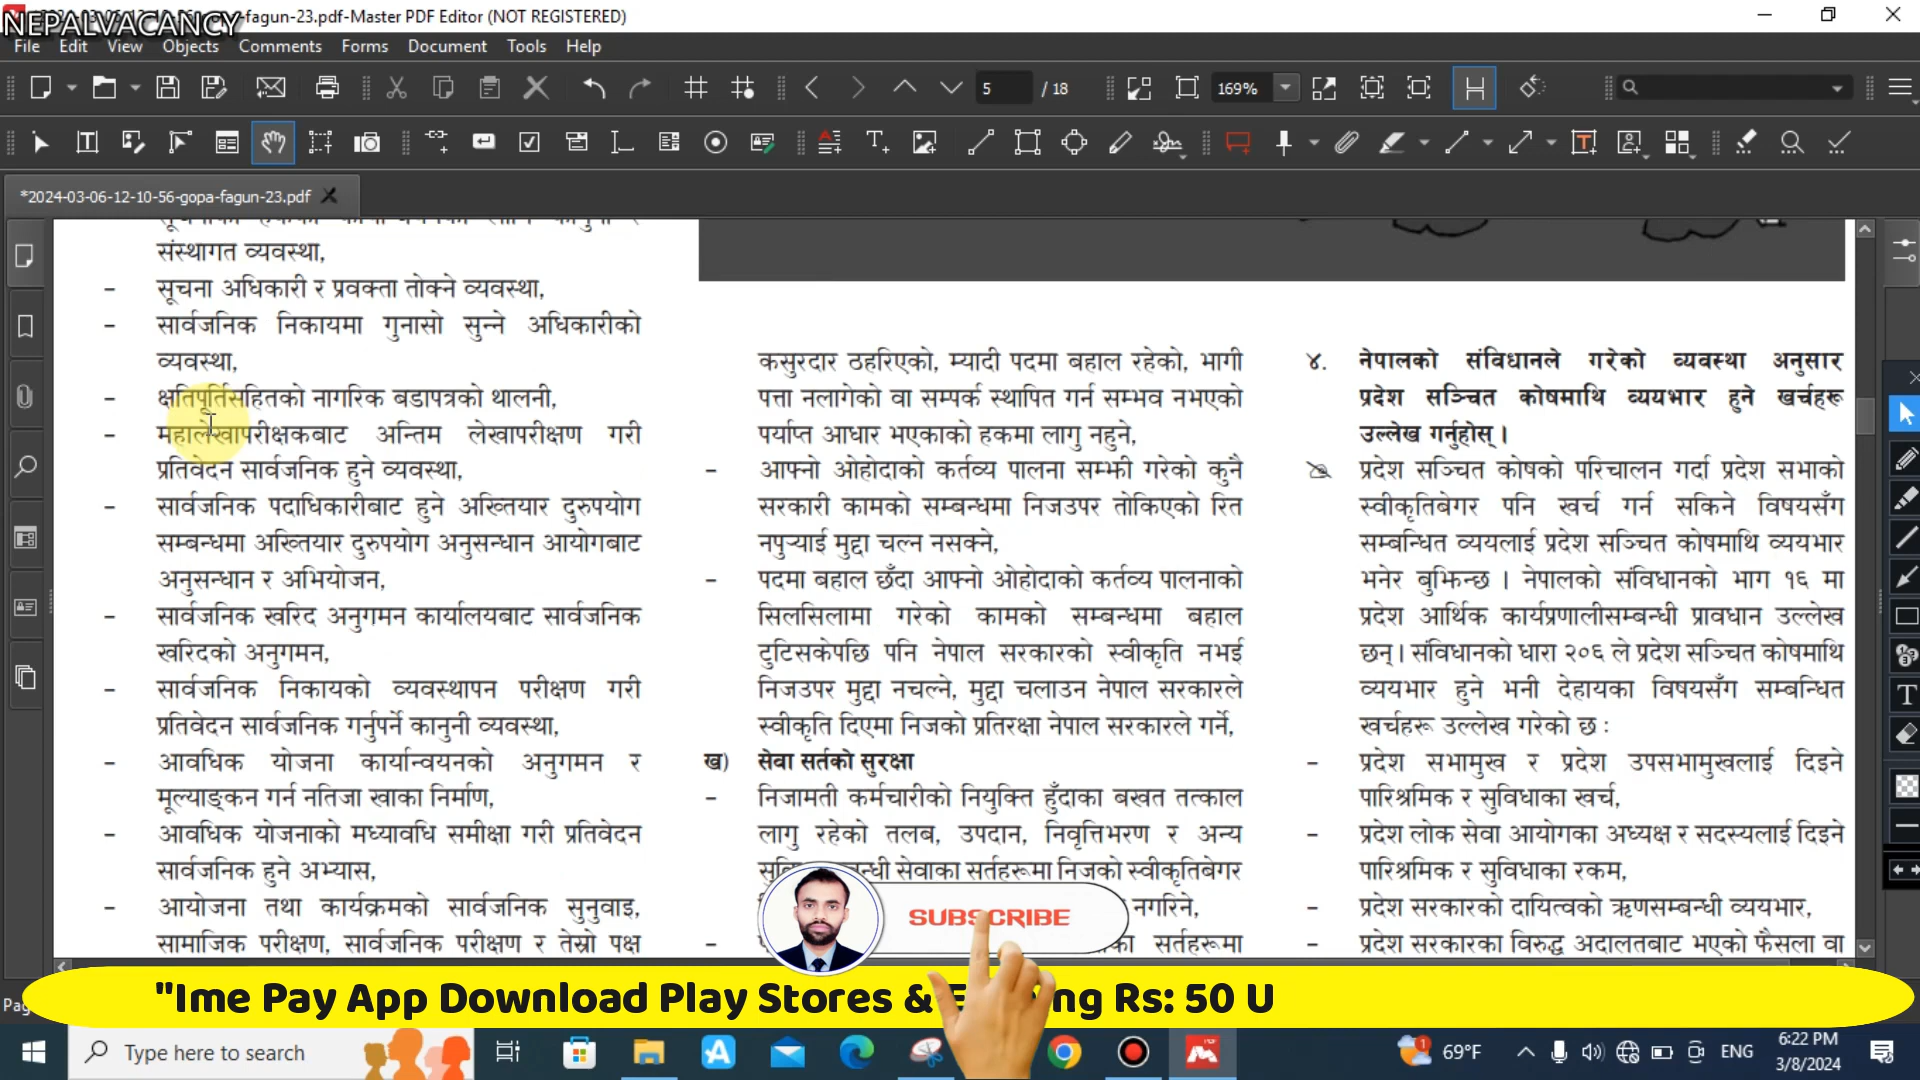 2024-03-06-12-10-56-gopa-fagun-23.pdf-Master PDF Editor (NOT REGISTERED)
NEPALVACANCY
File Edit View Objects Comments Forms Document Tools Help
5 / 18
169%
*2024-03-06-12-10-56-gopa-fagun-23.pdf
संस्थागत व्यवस्था,
- सूचना अधिकारी र प्रवक्ता तोक्ने व्यवस्था,
- सार्वजनिक निकायमा गुनासो सुन्ने अधिकारीको
व्यवस्था,
- क्षतिपूर्तिसहितको नागरिक बडापत्रको थालनी,
- महालेखापरीक्षकबाट अन्तिम लेखापरीक्षण गरी
प्रतिवेदन सार्वजनिक हुने व्यवस्था,
- सार्वजनिक पदाधिकारीबाट हुने अख्तियार दुरुपयोग
सम्बन्धमा अख्तियार दुरुपयोग अनुसन्धान आयोगबाट
अनुसन्धान र अभियोजन,
- सार्वजनिक खरिद अनुगमन कार्यालयबाट सार्वजनिक
खरिदको अनुगमन,
- सार्वजनिक निकायको व्यवस्थापन परीक्षण गरी
प्रतिवेदन सार्वजनिक गर्नुपर्ने कानुनी व्यवस्था,
- आवधिक योजना कार्यान्वयनको अनुगमन र
मूल्याङ्कन गर्न नतिजा खाका निर्माण,
- आवधिक योजनाको मध्यावधि समीक्षा गरी प्रतिवेदन
सार्वजनिक हुने अभ्यास,
- आयोजना तथा कार्यक्रमको सार्वजनिक सुनुवाइ,
सामाजिक परीक्षण, सार्वजनिक परीक्षण र तेस्रो पक्ष
कसुरदार ठहरिएको, म्यादी पदमा बहाल रहेको, भागी
पत्ता नलागेको वा सम्पर्क स्थापित गर्न सम्भव नभएको
पर्याप्त आधार भएकाको हकमा लागु नहुने,
- आफ्नो ओहोदाको कर्तव्य पालना सम्झी गरेको कुनै
सरकारी कामको सम्बन्धमा निजउपर तोकिएको रित
नपुऱ्याई मुद्दा चल्न नसक्ने,
- पदमा बहाल छँदा आफ्नो ओहोदाको कर्तव्य पालनाको
सिलसिलामा गरेको कामको सम्बन्धमा बहाल
टुटिसकेपछि पनि नेपाल सरकारको स्वीकृति नभई
निजउपर मुद्दा नचल्ने, मुद्दा चलाउन नेपाल सरकारले
स्वीकृति दिएमा निजको प्रतिरक्षा नेपाल सरकारले गर्ने,
ख) सेवा सर्तको सुरक्षा
- निजामती कर्मचारीको नियुक्ति हुँदाका बखत तत्काल
लागु रहेको तलब, उपदान, निवृत्तिभरण र अन्य
सेवाका सर्तहरूमा निजको स्वीकृतिबेगर
नगरिने,
- सर्तहरूमा
४. नेपालको संविधानले गरेको व्यवस्था अनुसार
प्रदेश सञ्चित कोषमाथि व्ययभार हुने खर्चहरू
उल्लेख गर्नुहोस् ।
प्रदेश सञ्चित कोषको परिचालन गर्दा प्रदेश सभाको
स्वीकृतिबेगर पनि खर्च गर्न सकिने विषयसँग
सम्बन्धित व्ययलाई प्रदेश सञ्चित कोषमाथि व्ययभार
भनेर बुझिन्छ । नेपालको संविधानको भाग १६ मा
प्रदेश आर्थिक कार्यप्रणालीसम्बन्धी प्रावधान उल्लेख
छन् । संविधानको धारा २०६ ले प्रदेश सञ्चित कोषमाथि
व्ययभार हुने भनी देहायका विषयसँग सम्बन्धित
खर्चहरू उल्लेख गरेको छ :
- प्रदेश सभामुख र प्रदेश उपसभामुखलाई दिइने
पारिश्रमिक र सुविधाका खर्च,
- प्रदेश लोक सेवा आयोगका अध्यक्ष र सदस्यलाई दिइने
पारिश्रमिक र सुविधाका रकम,
- प्रदेश सरकारको दायित्वको ऋणसम्बन्धी व्ययभार,
- प्रदेश सरकारका विरुद्ध अदालतबाट भएको फैसला वा
SUBSCRIBE
"Ime Pay App Download Play Stores & E ng Rs: 50 U
Type here to search
69°F
ENG
6:22 PM
3/8/2024